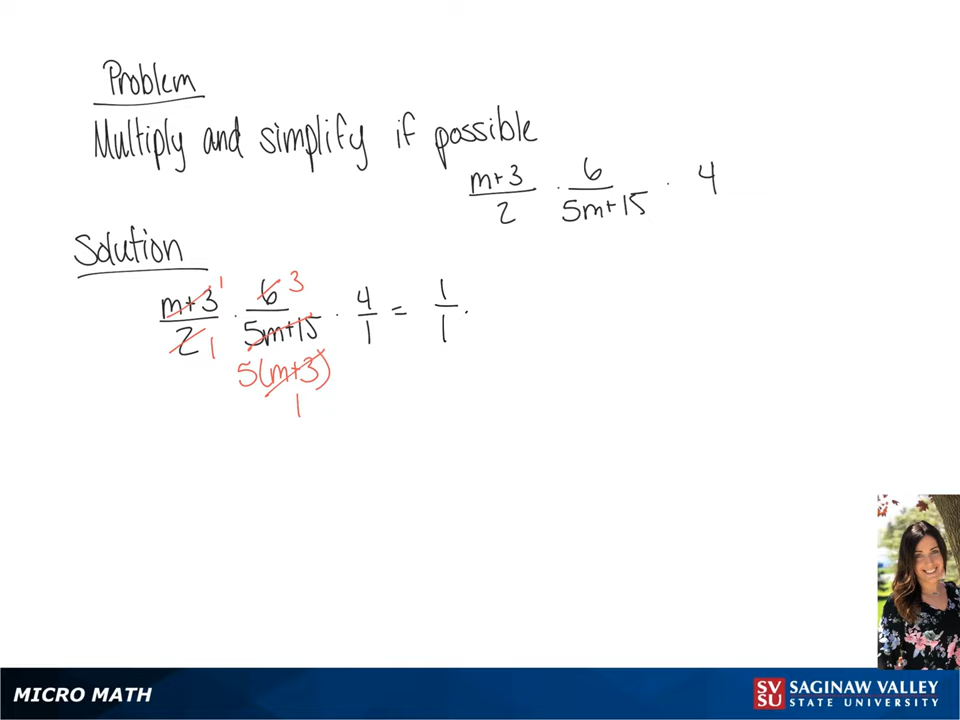 Problem
Multiply and simplify if possible
m+3/2 · 6/5m+15 · 4
Solution
m+3/2 · 6/5m+15 · 4/1 = 1/1 ·
1 3
1
5(m+3)
1
MICRO MATH
SVSU SAGINAW VALLEY
STATE UNIVERSITY